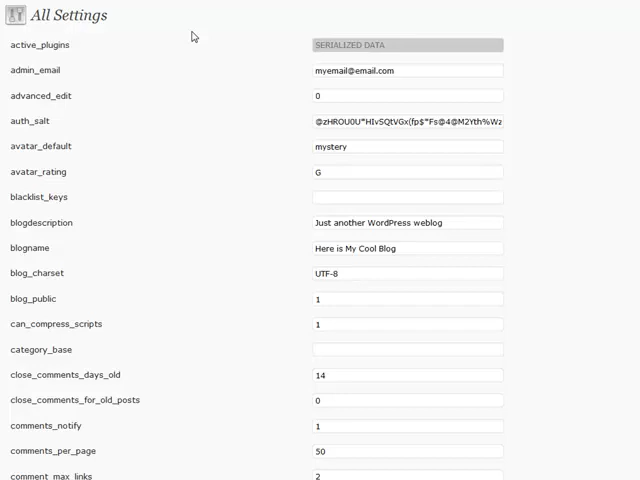 All Settings
active_plugins SERIALIZED DATA
admin_email myemail@email.com
advanced_edit 0
auth_salt
avatar_default mystery
avatar_rating G
blacklist_keys
blogdescription Just another WordPress weblog
blogname Here is My Cool Blog
blog_charset UTF-8
blog_public 1
can_compress_scripts 1
category_base
close_comments_days_old 14
close_comments_for_old_posts 0
comments_notify 1
comments_per_page 50
comment_max_links 2